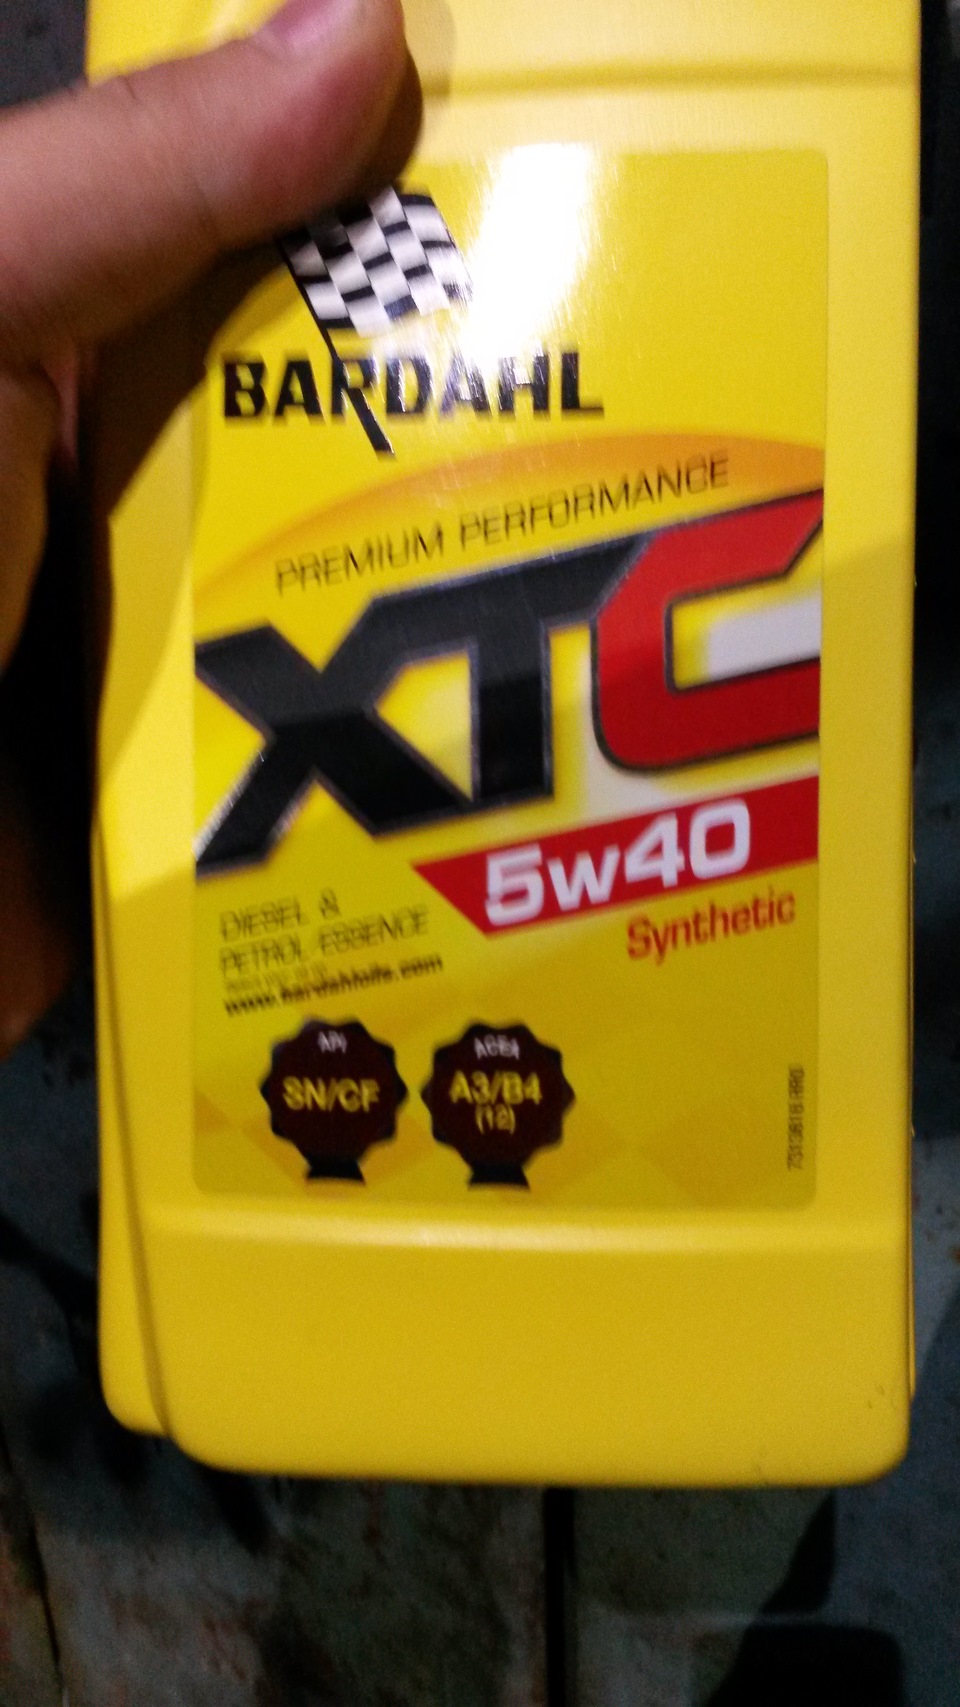 BARDAHL
PREMIUM PERFORMANCE
XTC
5w40
Synthetic
DIESEL &
PETROL-ESSENCE
www.bardahloils.com
API
SN/CF
ACEA
A3/B4
(12)